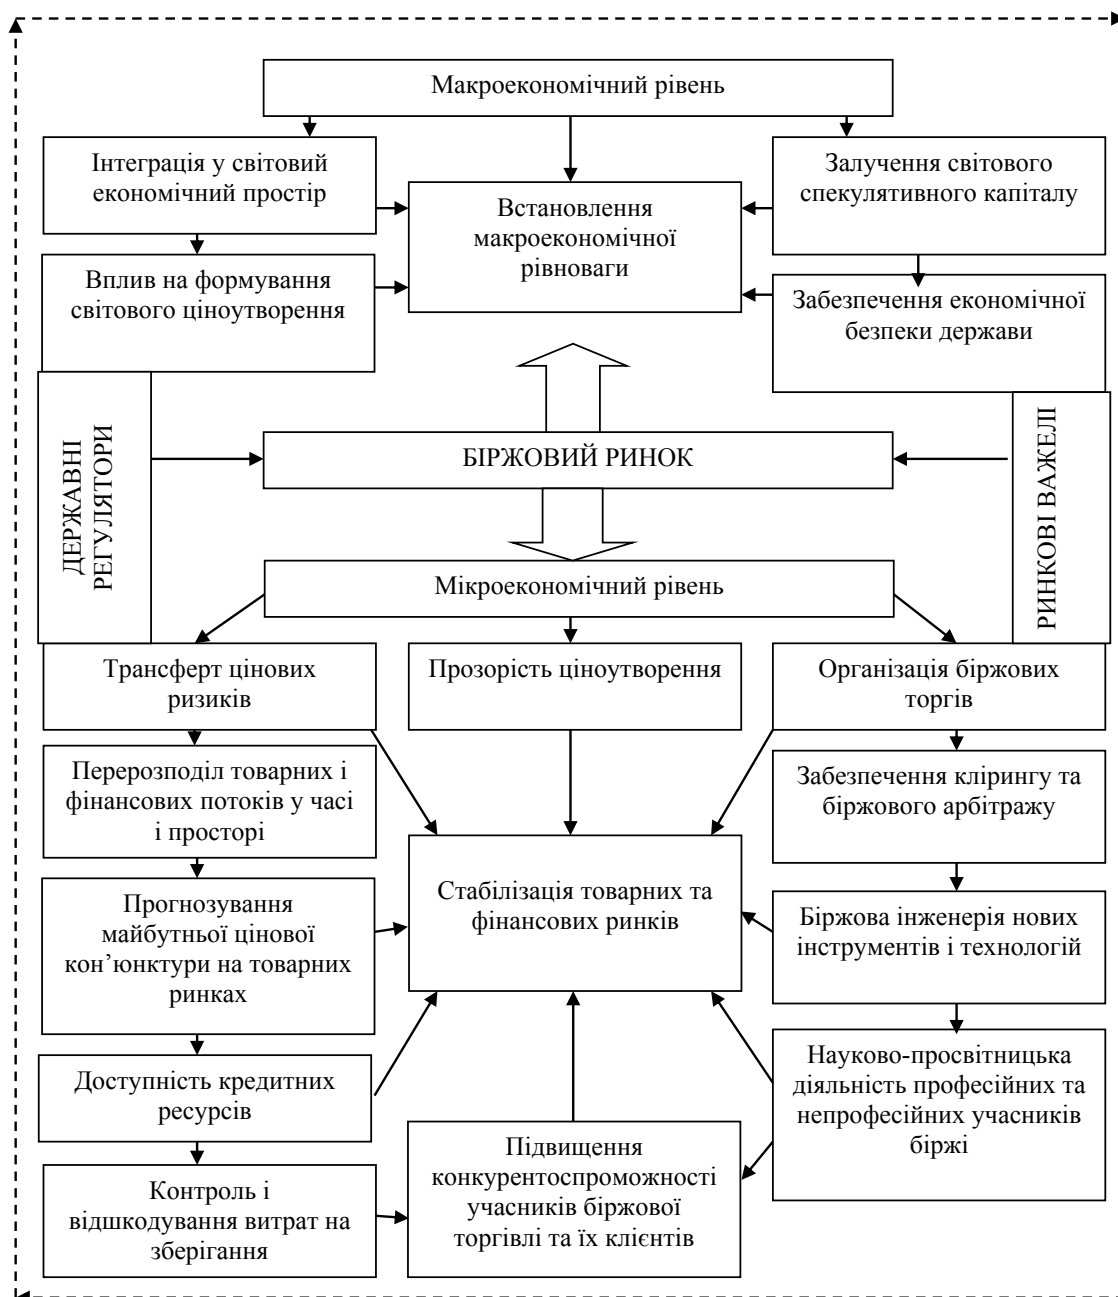 Макроекономічний рівень
Інтеграція у світовий
економічний простір
Встановлення
макроекономічної
рівноваги
Залучення світового
спекулятивного капіталу
Вплив на формування
світового ціноутворення
Забезпечення економічної
безпеки держави
ДЕРЖАВНІ
РЕГУЛЯТОРИ
БІРЖОВИЙ РИНОК
РИНКОВІ ВАЖЕЛІ
Мікроекономічний рівень
Трансферт цінових
ризиків
Прозорість ціноутворення
Організація біржових
торгів
Перерозподіл товарних і
фінансових потоків у часі
і просторі
Забезпечення клірингу та
біржового арбітражу
Стабілізація товарних та
фінансових ринків
Прогнозування
майбутньої цінової
кон’юнктури на товарних
ринках
Біржова інженерія нових
інструментів і технологій
Доступність кредитних
ресурсів
Науково-просвітницька
діяльність професійних та
непрофесійних учасників
біржі
Контроль і
відшкодування витрат на
зберігання
Підвищення
конкурентоспроможності
учасників біржової
торгівлі та їх клієнтів